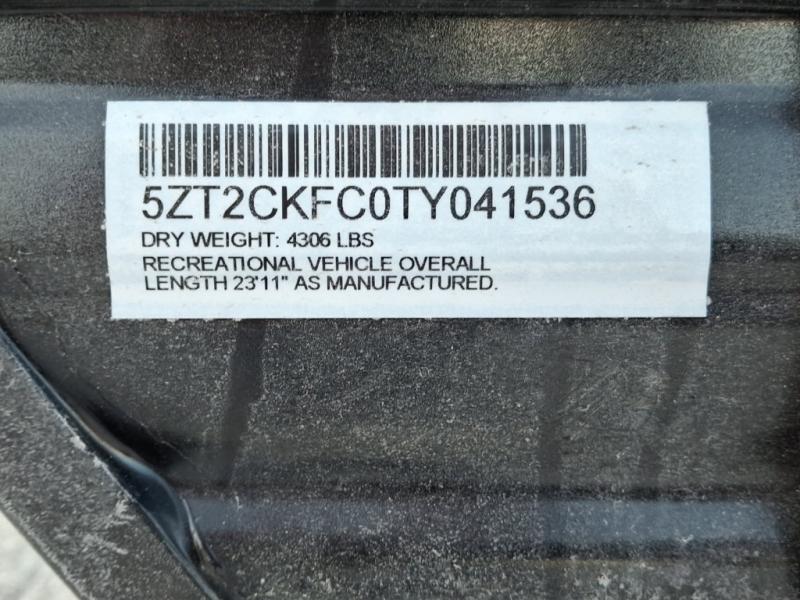 5ZT2CKFC0TY041536
DRY WEIGHT: 4306 LBS
RECREATIONAL VEHICLE OVERALL
LENGTH 23'11" AS MANUFACTURED.